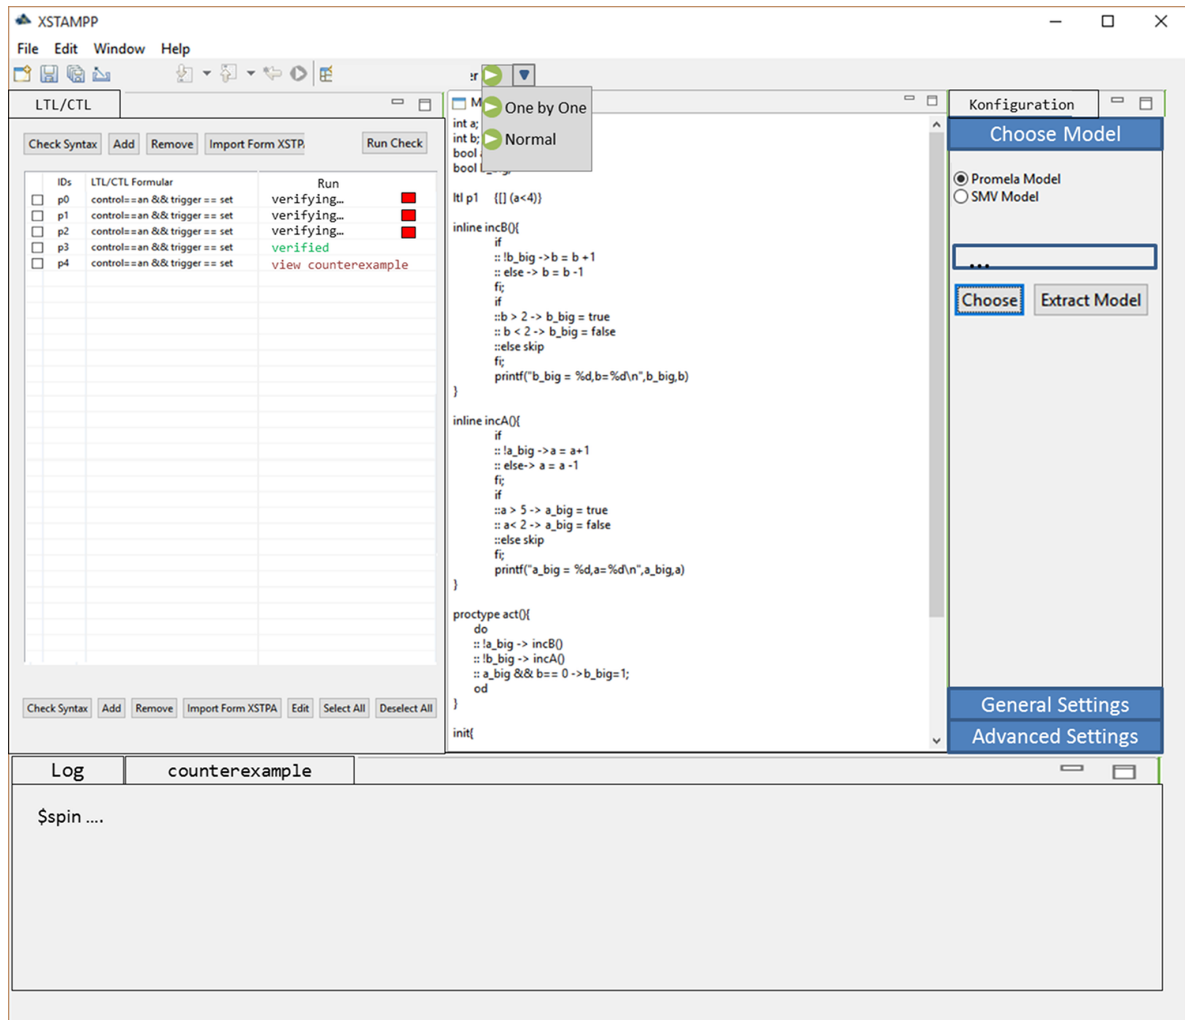 XSTAMPP
File Edit Window Help
er
One by One
Normal
LTL/CTL
Check Syntax Add Remove Import Form XSTP. Run Check
IDs LTL/CTL Formular Run
p0 control==an && trigger == set verifying…
p1 control==an && trigger == set verifying…
p2 control==an && trigger == set verifying…
p3 control==an && trigger == set verified
p4 control==an && trigger == set view counterexample
Check Syntax Add Remove Import Form XSTPA Edit Select All Deselect All
M
int a;
int b;
bool
bool
ltl p1 {[] (a<4)}
inline incB(){
if
:: !b_big ->b = b +1
:: else -> b = b -1
fi;
if
::b > 2 -> b_big = true
:: b < 2 -> b_big = false
::else skip
fi;
printf("b_big = %d,b=%d\n",b_big,b)
}
inline incA(){
if
:: !a_big ->a = a+1
:: else-> a = a -1
fi;
if
::a > 5 -> a_big = true
:: a< 2 -> a_big = false
::else skip
fi;
printf("a_big = %d,a=%d\n",a_big,a)
}
proctype act(){
do
:: !a_big -> incB()
:: !b_big -> incA()
:: a_big && b== 0 ->b_big=1;
od
}
init{
Konfiguration
Choose Model
Promela Model
SMV Model
...
Choose Extract Model
General Settings
Advanced Settings
Log counterexample
$spin ....